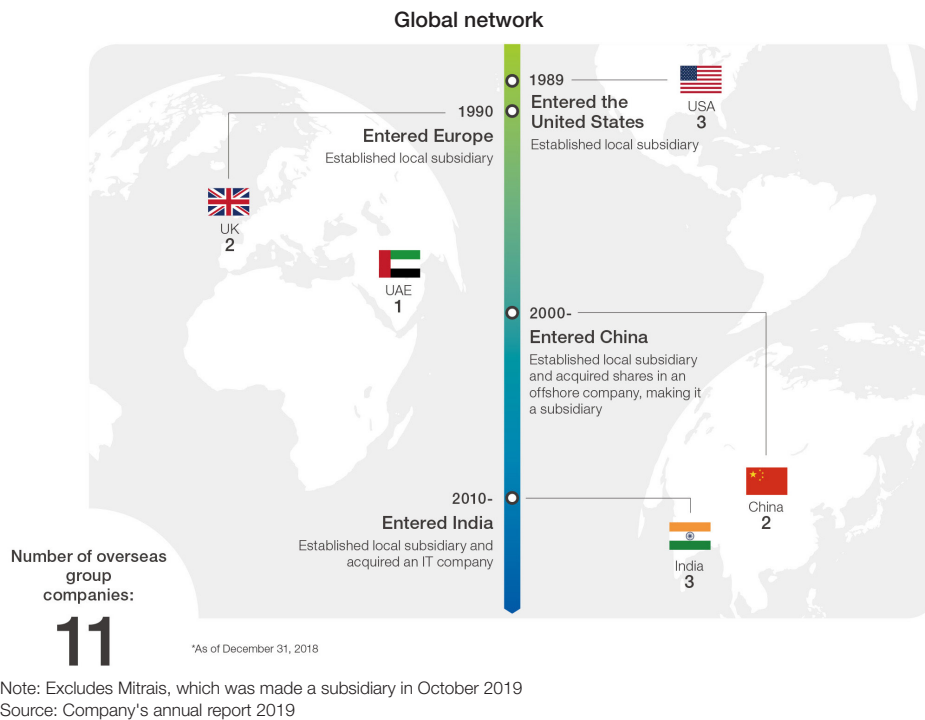 Global network
1989
Entered the
United States
Established local subsidiary
USA
3
1990
Entered Europe
Established local subsidiary
UK
2
UAE
1
2000-
Entered China
Established local subsidiary
and acquired shares in an
offshore company, making it
a subsidiary
China
2
2010-
Entered India
Established local subsidiary and
acquired an IT company
India
3
Number of overseas
group
companies:
11
*As of December 31, 2018
Note: Excludes Mitrais, which was made a subsidiary in October 2019
Source: Company's annual report 2019